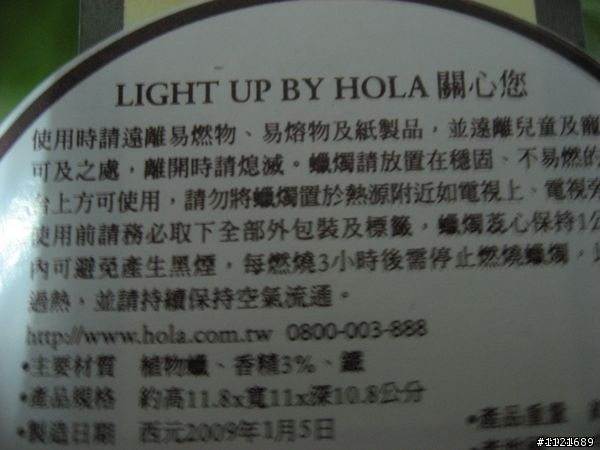 LIGHT UP BY HOLA 關心您
使用時請遠離易燃物、易熔物及紙製品，並遠離兒童及寵
可及之處，離開時請熄滅。蠟燭請放置在穩固、不易燃的
台上方可使用，請勿將蠟燭置於熱源附近如電視上、電視旁
使用前請務必取下全部外包裝及標籤，蠟燭蕊心保持1公
內可避免產生黑煙，每燃燒3小時後需停止燃燒蠟燭，
過熱，並請持續保持空氣流通。
http://www.hola.com.tw 0800-003-888
•主要材質 植物蠟、香精3%、鐵
•產品規格 約高11.8x寬11x深10.8公分
•產品重量
•製造日期 西元2009年1月5日
#1121689